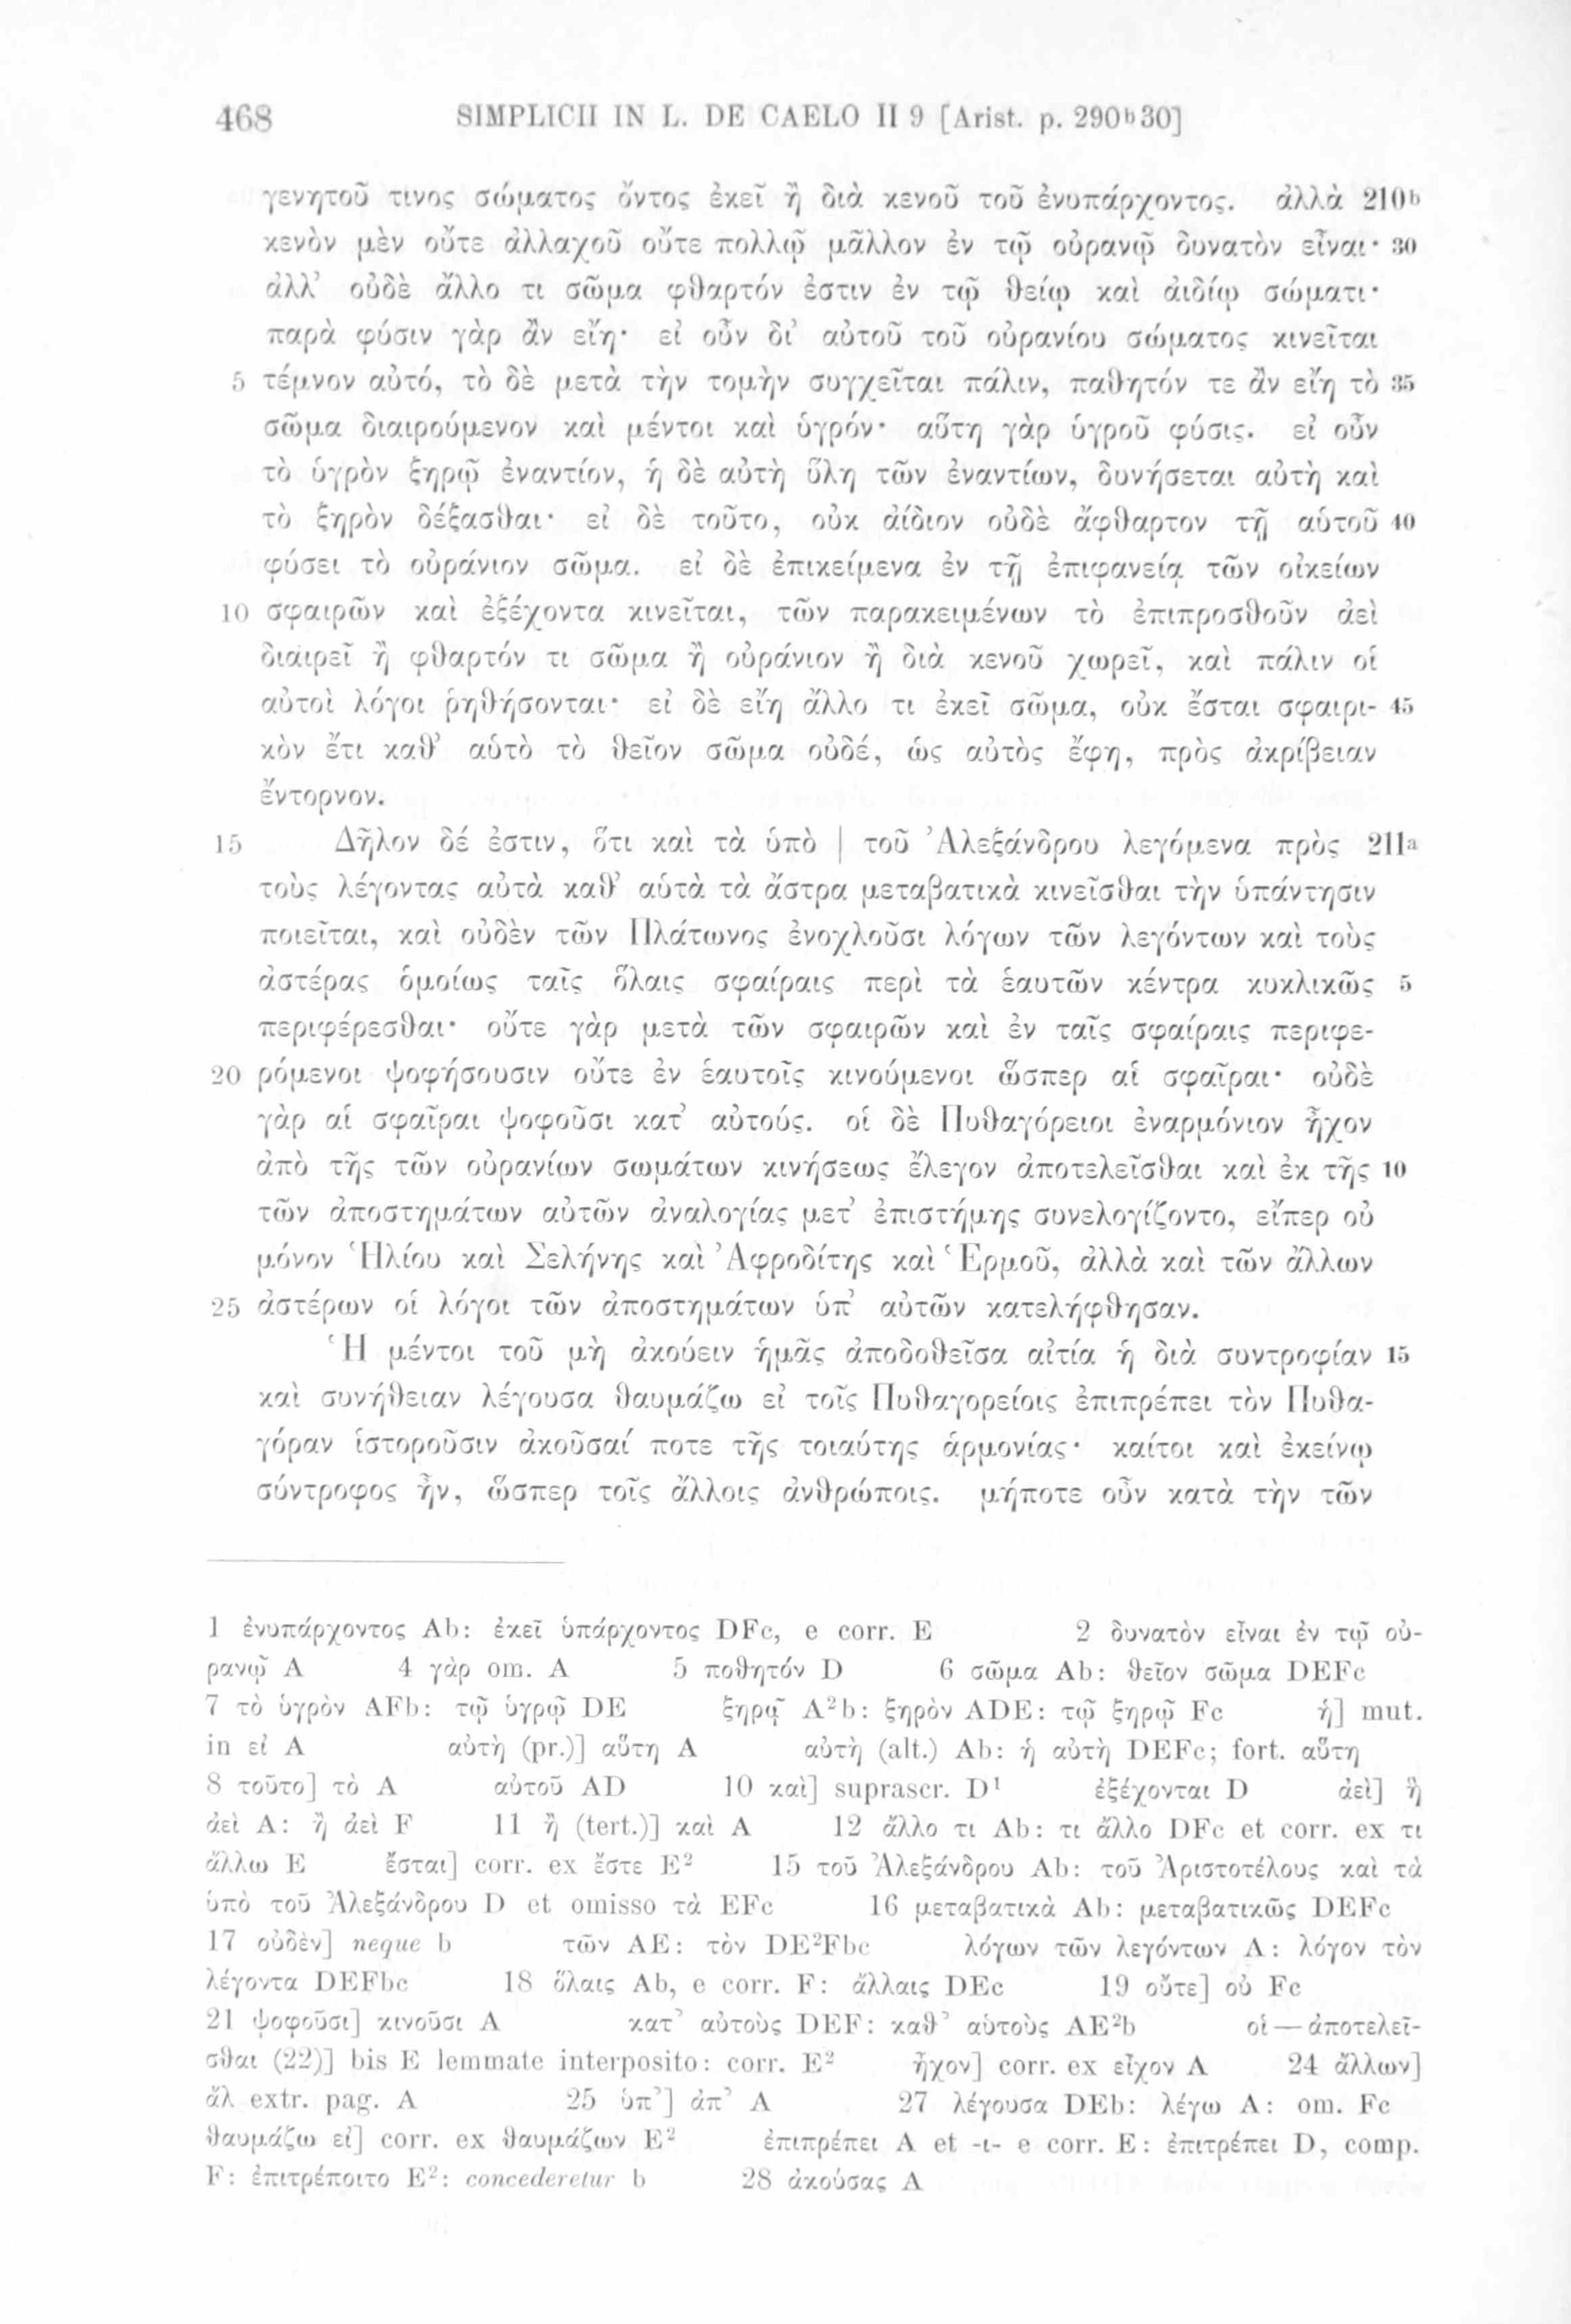 468 SIMPLICII IN L. DE CAELO II 9 [Arist. p. 290ᵇ30]
γενητοῦ τινος σώματος ὄντος ἐκεῖ ἢ διὰ κενοῦ τοῦ ἐνυπάρχοντος. ἀλλὰ 210ᵇ
κενὸν μὲν οὔτε ἀλλαχοῦ οὔτε πολλῷ μᾶλλον ἐν τῷ οὐρανῷ δυνατὸν εἶναι· 30
ἀλλ’ οὐδὲ ἄλλο τι σῶμα φθαρτόν ἐστιν ἐν τῷ θείῳ καὶ ἀιδίῳ σώματι·
παρὰ φύσιν γὰρ ἂν εἴη· εἰ οὖν δι’ αὐτοῦ τοῦ οὐρανίου σώματος κινεῖται
5 τέμνον αὐτό, τὸ δὲ μετὰ τὴν τομὴν συγχεῖται πάλιν, παθητόν τε ἂν εἴη τὸ 35
σῶμα διαιρούμενον καὶ μέντοι καὶ ὑγρόν· αὕτη γὰρ ὑγροῦ φύσις. εἰ οὖν
τὸ ὑγρὸν ξηρῷ ἐναντίον, ἡ δὲ αὐτὴ ὕλη τῶν ἐναντίων, δυνήσεται αὐτὴ καὶ
τὸ ξηρὸν δέξασθαι· εἰ δὲ τοῦτο, οὐκ ἀίδιον οὐδὲ ἄφθαρτον τῇ αὑτοῦ 40
φύσει τὸ οὐράνιον σῶμα. εἰ δὲ ἐπικείμενα ἐν τῇ ἐπιφανείᾳ τῶν οἰκείων
10 σφαιρῶν καὶ ἐξέχοντα κινεῖται, τῶν παρακειμένων τὸ ἐπιπροσθοῦν ἀεὶ
διαιρεῖ ἢ φθαρτόν τι σῶμα ἢ οὐράνιον ἢ διὰ κενοῦ χωρεῖ, καὶ πάλιν οἱ
αὐτοὶ λόγοι ῥηθήσονται· εἰ δὲ εἴη ἄλλο τι ἐκεῖ σῶμα, οὐκ ἔσται σφαιρι- 45
κὸν ἔτι καθ’ αὑτὸ τὸ θεῖον σῶμα οὐδέ, ὡς αὐτὸς ἔφη, πρὸς ἀκρίβειαν
ἔντορνον.
15 Δῆλον δέ ἐστιν, ὅτι καὶ τὰ ὑπὸ | τοῦ Ἀλεξάνδρου λεγόμενα πρὸς 211ᵃ
τοὺς λέγοντας αὐτὰ καθ’ αὑτὰ τὰ ἄστρα μεταβατικὰ κινεῖσθαι τὴν ὑπάντησιν
ποιεῖται, καὶ οὐδὲν τῶν Πλάτωνος ἐνοχλοῦσι λόγων τῶν λεγόντων καὶ τοὺς
ἀστέρας ὁμοίως ταῖς ὅλαις σφαίραις περὶ τὰ ἑαυτῶν κέντρα κυκλικῶς 5
περιφέρεσθαι· οὔτε γὰρ μετὰ τῶν σφαιρῶν καὶ ἐν ταῖς σφαίραις περιφε-
20 ρόμενοι ψοφήσουσιν οὔτε ἐν ἑαυτοῖς κινούμενοι ὥσπερ αἱ σφαῖραι· οὐδὲ
γὰρ αἱ σφαῖραι ψοφοῦσι κατ’ αὐτούς. οἱ δὲ Πυθαγόρειοι ἐναρμόνιον ἦχον
ἀπὸ τῆς τῶν οὐρανίων σωμάτων κινήσεως ἔλεγον ἀποτελεῖσθαι καὶ ἐκ τῆς 10
τῶν ἀποστημάτων αὐτῶν ἀναλογίας μετ’ ἐπιστήμης συνελογίζοντο, εἴπερ οὐ
μόνον Ἡλίου καὶ Σελήνης καὶ Ἀφροδίτης καὶ Ἑρμοῦ, ἀλλὰ καὶ τῶν ἄλλων
25 ἀστέρων οἱ λόγοι τῶν ἀποστημάτων ὑπ’ αὐτῶν κατελήφθησαν.
Ἡ μέντοι τοῦ μὴ ἀκούειν ἡμᾶς ἀποδοθεῖσα αἰτία ἡ διὰ συντροφίαν 15
καὶ συνήθειαν λέγουσα θαυμάζω εἰ τοῖς Πυθαγορείοις ἐπιπρέπει τὸν Πυθα-
γόραν ἱστοροῦσιν ἀκοῦσαί ποτε τῆς τοιαύτης ἁρμονίας· καίτοι καὶ ἐκείνῳ
σύντροφος ἦν, ὥσπερ τοῖς ἄλλοις ἀνθρώποις. μήποτε οὖν κατὰ τὴν τῶν
1 ἐνυπάρχοντος Ab: ἐκεῖ ὑπάρχοντος DFc, e corr. E 2 δυνατὸν εἶναι ἐν τῷ οὐ-
ρανῷ A 4 γὰρ om. A 5 ποθητόν D 6 σῶμα Ab: θεῖον σῶμα DEFc
7 τὸ ὑγρὸν AFb: τῷ ὑγρῷ DE ξηρῷ A²b: ξηρὸν ADE: τῷ ξηρῷ Fc ἡ] mut.
in εἰ A αὐτὴ (pr.)] αὕτη A αὐτὴ (alt.) Ab: ἡ αὐτὴ DEFc; fort. αὕτη
8 τοῦτο] τὸ A αὐτοῦ AD 10 καὶ] suprascr. D¹ ἐξέχονται D ἀεὶ] ἢ
ἀεὶ A: ἢ ἀεὶ F 11 ἢ (tert.)] καὶ A 12 ἄλλο τι Ab: τι ἄλλο DFc et corr. ex τι
ἄλλω E ἔσται] corr. ex ἔστε E² 15 τοῦ Ἀλεξάνδρου Ab: τοῦ Ἀριστοτέλους καὶ τὰ
ὑπὸ τοῦ Ἀλεξάνδρου D et omisso τὰ EFc 16 μεταβατικὰ Ab: μεταβατικῶς DEFc
17 οὐδὲν] neque b τῶν AE: τὸν DE²Fbc λόγων τῶν λεγόντων A: λόγον τὸν
λέγοντα DEFbc 18 ὅλαις Ab, e corr. F: ἄλλαις DEc 19 οὔτε] οὐ Fc
21 ψοφοῦσι] κινοῦσι A κατ’ αὐτοὺς DEF: καθ’ αὑτοὺς AE²b οἱ — ἀποτελεῖ-
σθαι (22)] bis E lemmate interposito: corr. E² ἦχον] corr. ex εἶχον A 24 ἄλλων]
ἄλ extr. pag. A 25 ὑπ’] ἀπ’ A 27 λέγουσα DEb: λέγω A: om. Fc
θαυμάζω εἰ] corr. ex θαυμάζων E² ἐπιπρέπει A et -ι- e corr. E: ἐπιτρέπει D, comp.
F: ἐπιτρέποιτο E²: concederetur b 28 ἀκούσας A